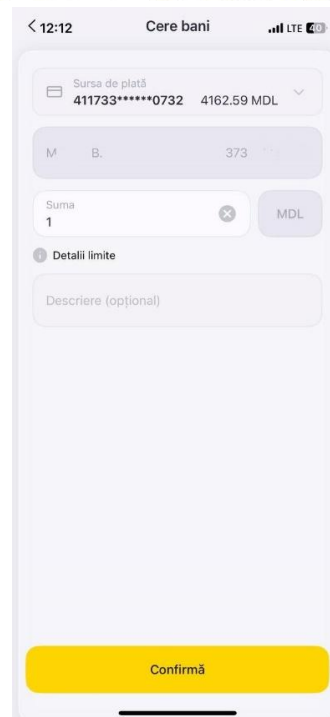 12:12 Cere bani LTE 40
Sursa de plată
411733******0732 4162.59 MDL
M B. 373
Suma
1 MDL
Detalii limite
Descriere (opțional)
Confirmă